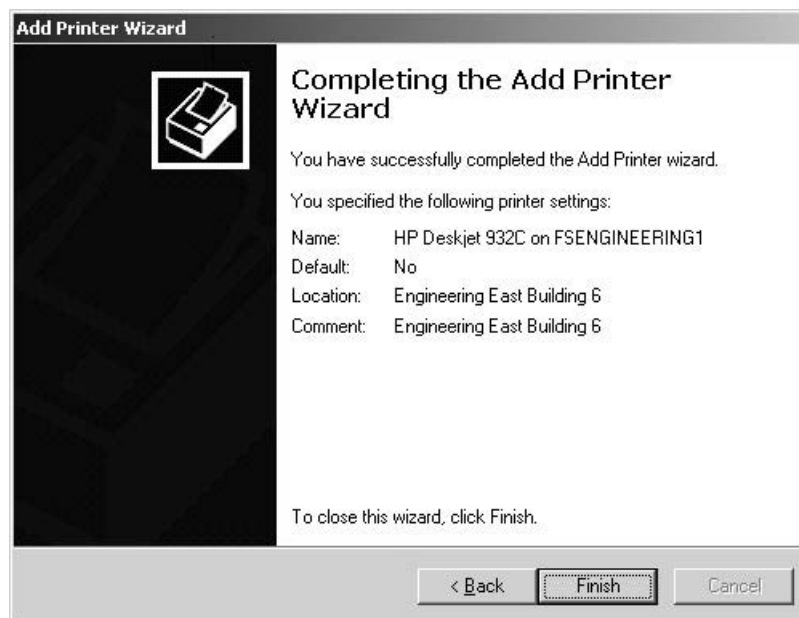 Add Printer Wizard
Completing the Add Printer
Wizard
You have successfully completed the Add Printer wizard.
You specified the following printer settings:
Name: HP Deskjet 932C on FSENGINEERING1
Default: No
Location: Engineering East Building 6
Comment: Engineering East Building 6
To close this wizard, click Finish.
< Back Finish Cancel